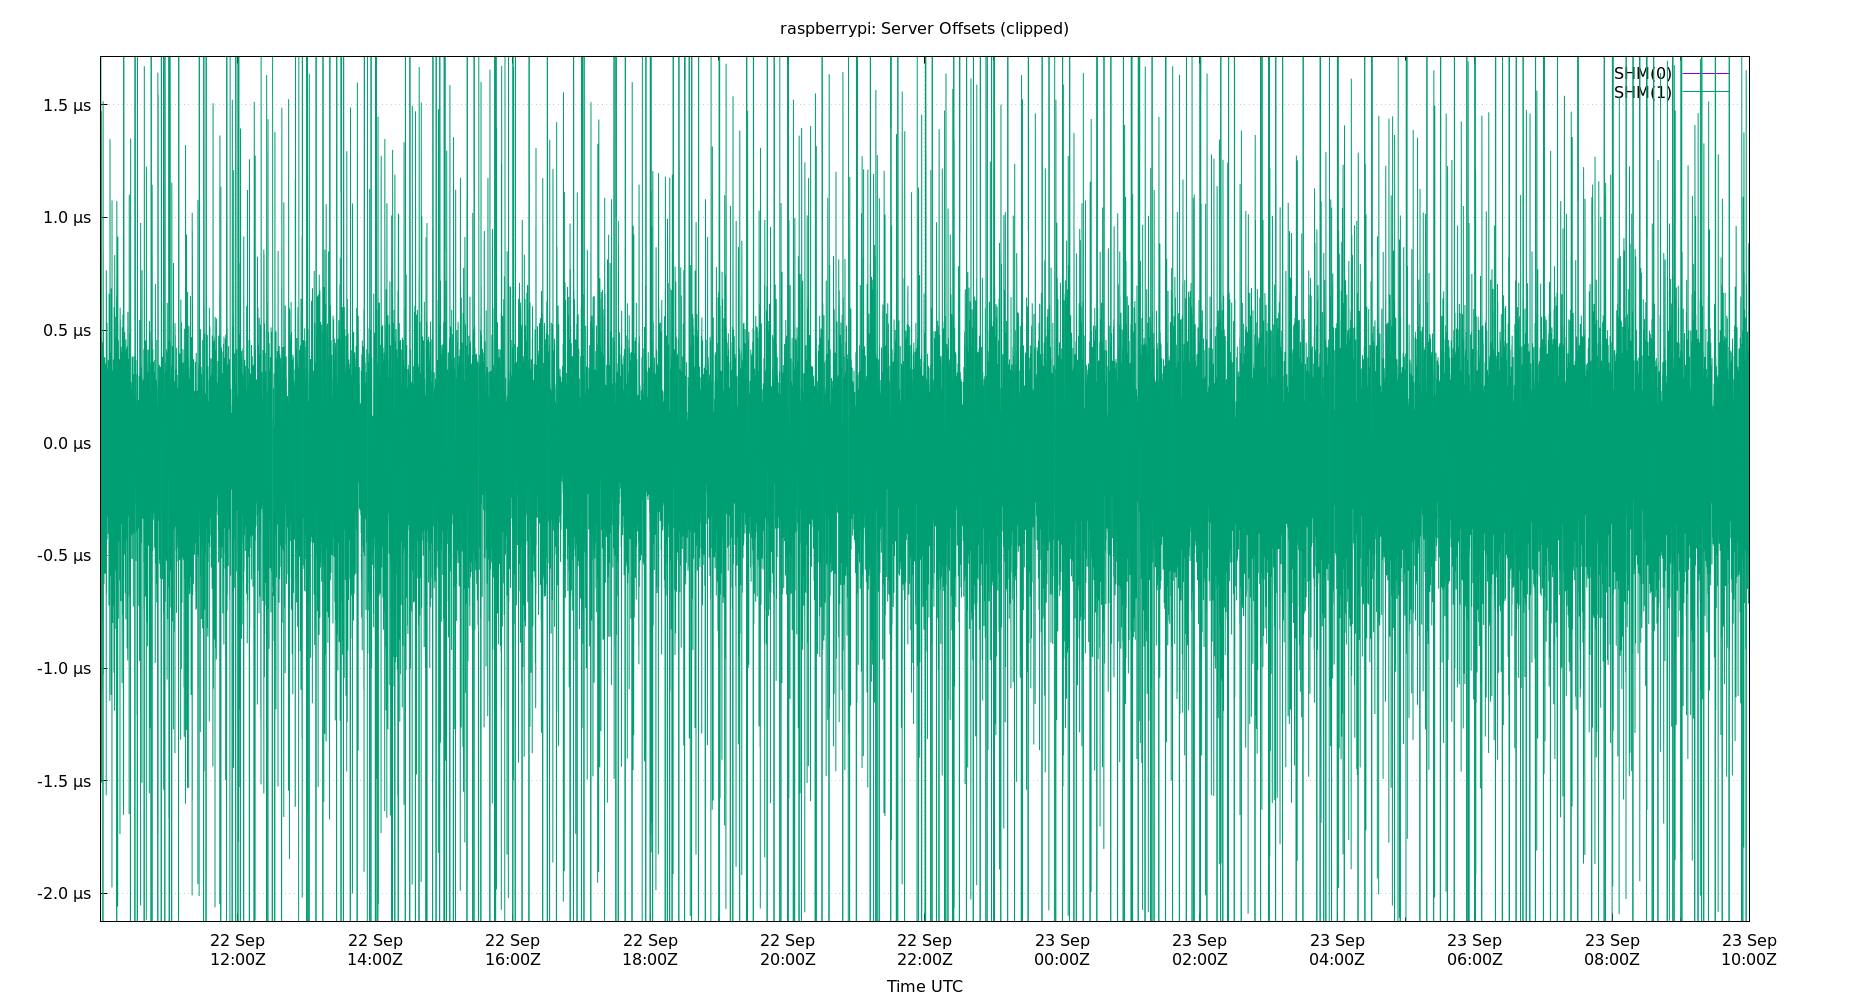 raspberrypi: Server Offsets (clipped)
SHM(0)
SHM(1)
1.5 µs
1.0 µs
0.5 µs
0.0 µs
-0.5 µs
-1.0 µs
-1.5 µs
-2.0 µs
22 Sep 22 Sep 22 Sep 22 Sep 22 Sep 22 Sep 23 Sep 23 Sep 23 Sep 23 Sep 23 Sep 23 Sep
12:00Z 14:00Z 16:00Z 18:00Z 20:00Z 22:00Z 00:00Z 02:00Z 04:00Z 06:00Z 08:00Z 10:00Z
Time UTC